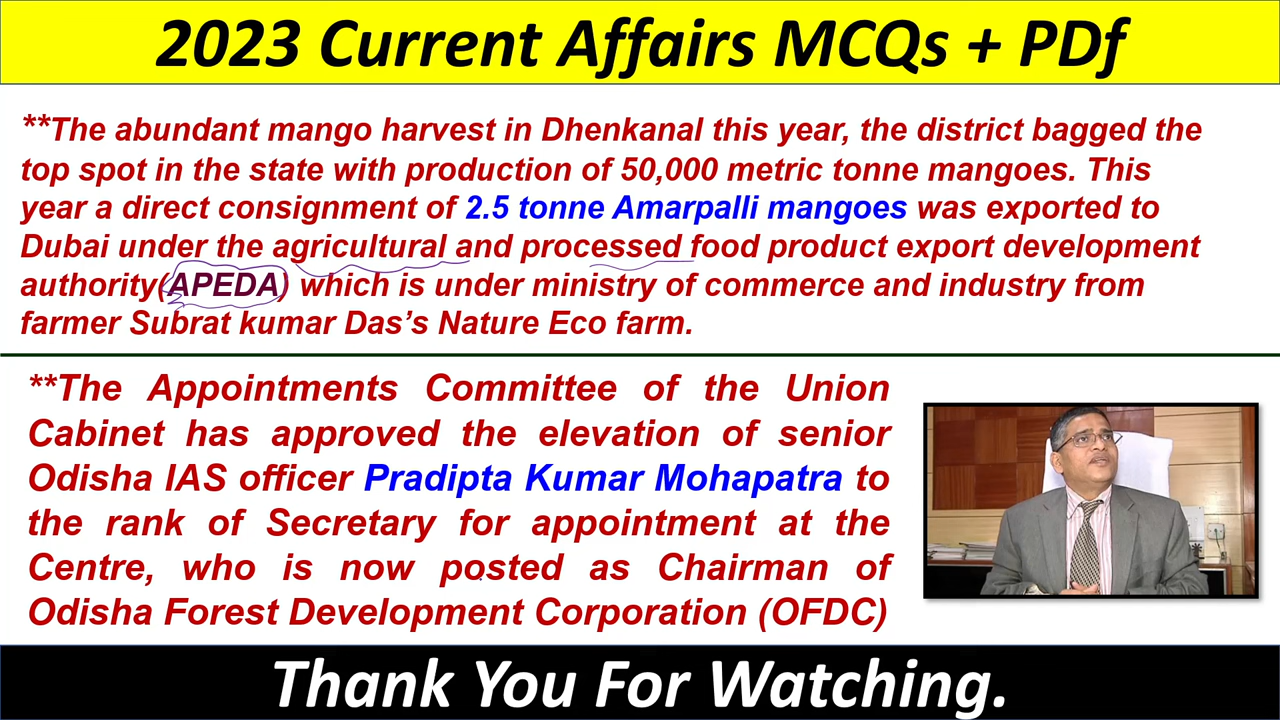 2023 Current Affairs MCQs + PDf
**The abundant mango harvest in Dhenkanal this year, the district bagged the
top spot in the state with production of 50,000 metric tonne mangoes. This
year a direct consignment of 2.5 tonne Amarpalli mangoes was exported to
Dubai under the agricultural and processed food product export development
authority(APEDA) which is under ministry of commerce and industry from
farmer Subrat kumar Das’s Nature Eco farm.
**The Appointments Committee of the Union
Cabinet has approved the elevation of senior
Odisha IAS officer Pradipta Kumar Mohapatra to
the rank of Secretary for appointment at the
Centre, who is now posted as Chairman of
Odisha Forest Development Corporation (OFDC)
Thank You For Watching.